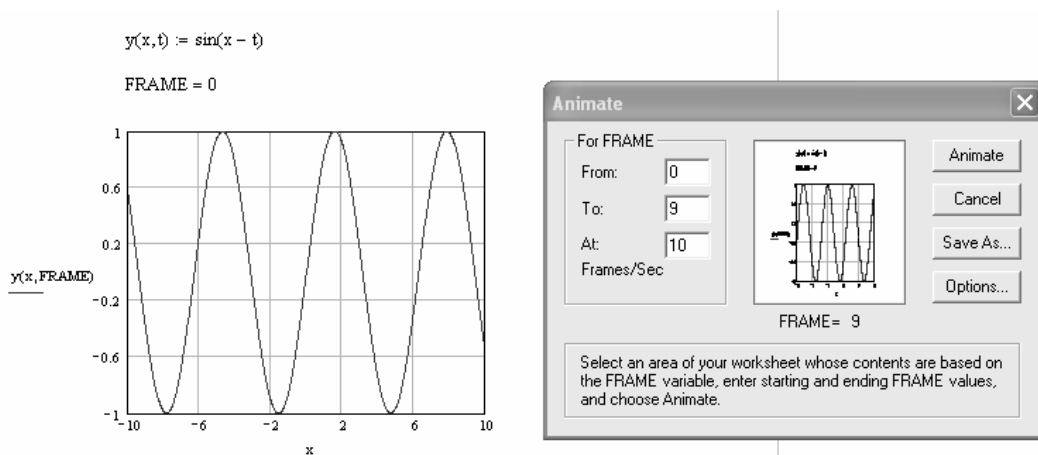 y(x,t) := sin(x − t)
FRAME = 0
1
0.6
0.2
y(x,FRAME)
−0.2
−0.6
−1
−10 −6 −2 2 6 10
x
Animate
For FRAME
From: 0
To: 9
At: 10
Frames/Sec
FRAME= 9
Animate
Cancel
Save As...
Options...
Select an area of your worksheet whose contents are based on
the FRAME variable, enter starting and ending FRAME values,
and choose Animate.